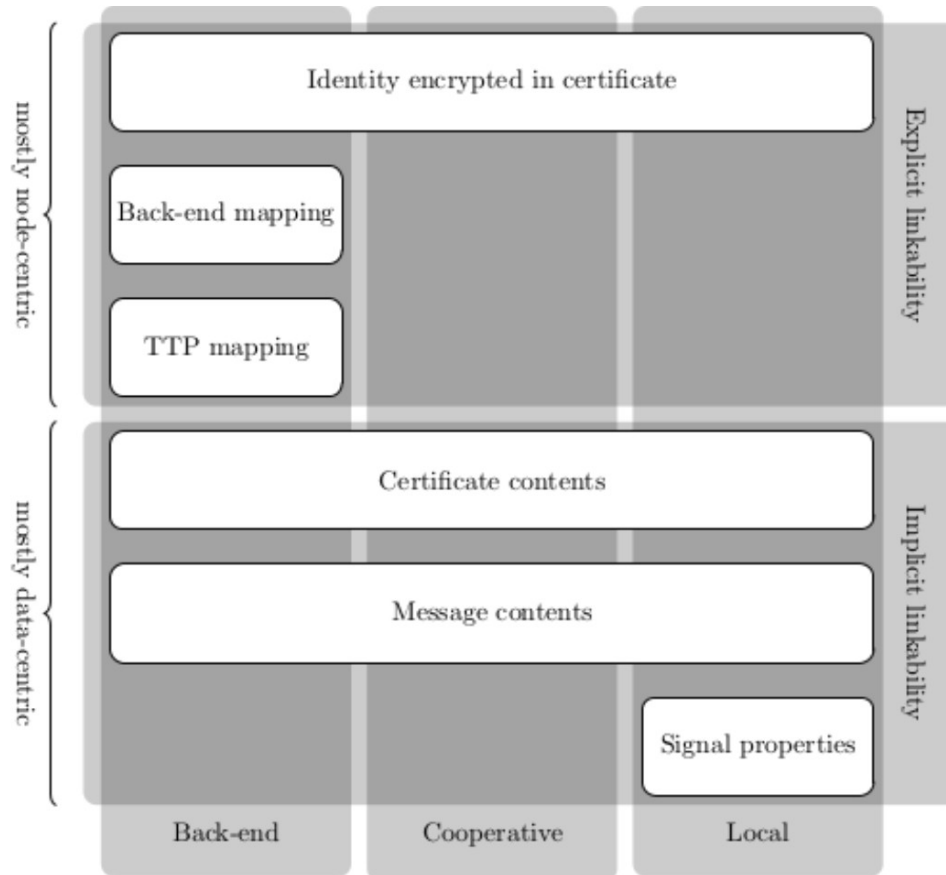 Identity encrypted in certificate
mostly node-centric
Explicit linkability
Back-end mapping
TTP mapping
Certificate contents
mostly data-centric
Implicit linkability
Message contents
Signal properties
Back-end
Cooperative
Local